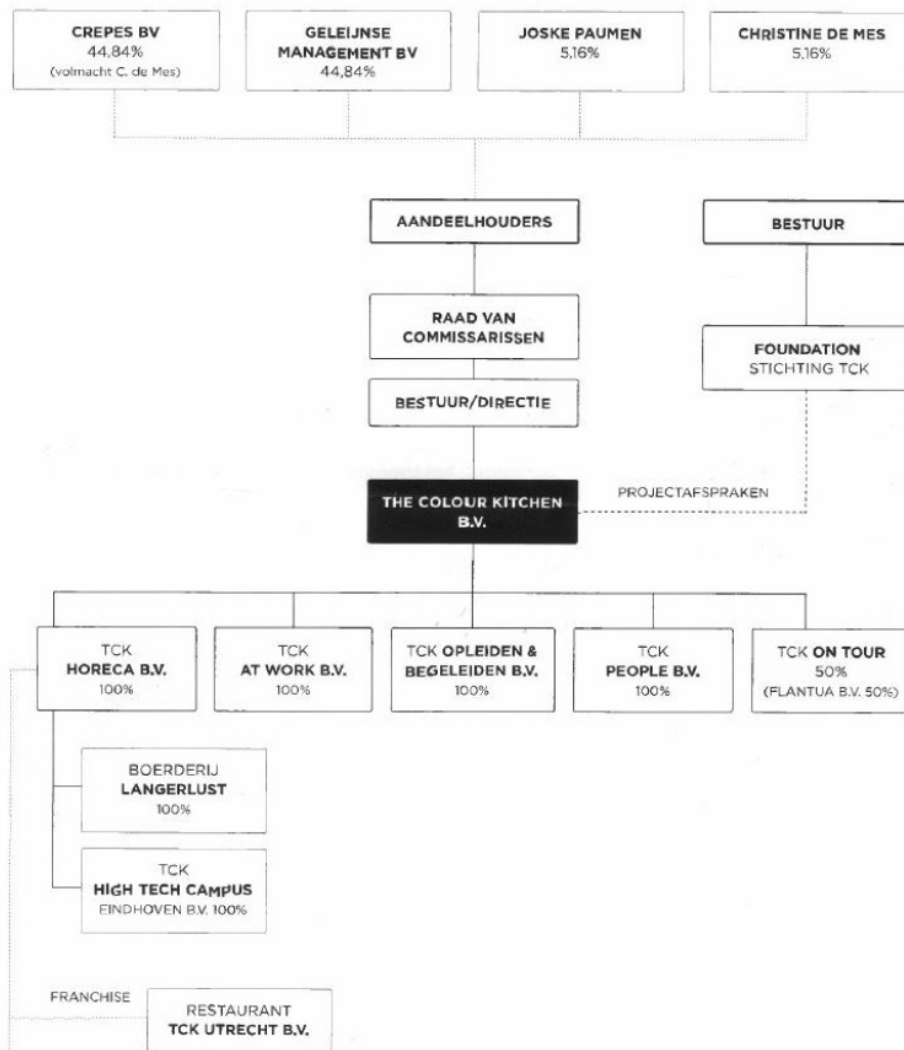 CREPES BV
44,84%
(volmacht C. de Mes)
GELEIJNSE
MANAGEMENT BV
44,84%
JOSKE PAUMEN
5,16%
CHRISTINE DE MES
5,16%
AANDEELHOUDERS
BESTUUR
RAAD VAN
COMMISSARISSEN
FOUNDATION
STICHTING TCK
BESTUUR/DIRECTIE
PROJECTAFSPRAKEN
THE COLOUR KITCHEN
B.V.
TCK
HORECA B.V.
100%
TCK
AT WORK B.V.
100%
TCK OPLEIDEN &
BEGELEIDEN B.V.
100%
TCK
PEOPLE B.V.
100%
TCK ON TOUR
50%
(FLANTUA B.V. 50%)
BOERDERIJ
LANGERLUST
100%
TCK
HIGH TECH CAMPUS
EINDHOVEN B.V. 100%
FRANCHISE
RESTAURANT
TCK UTRECHT B.V.